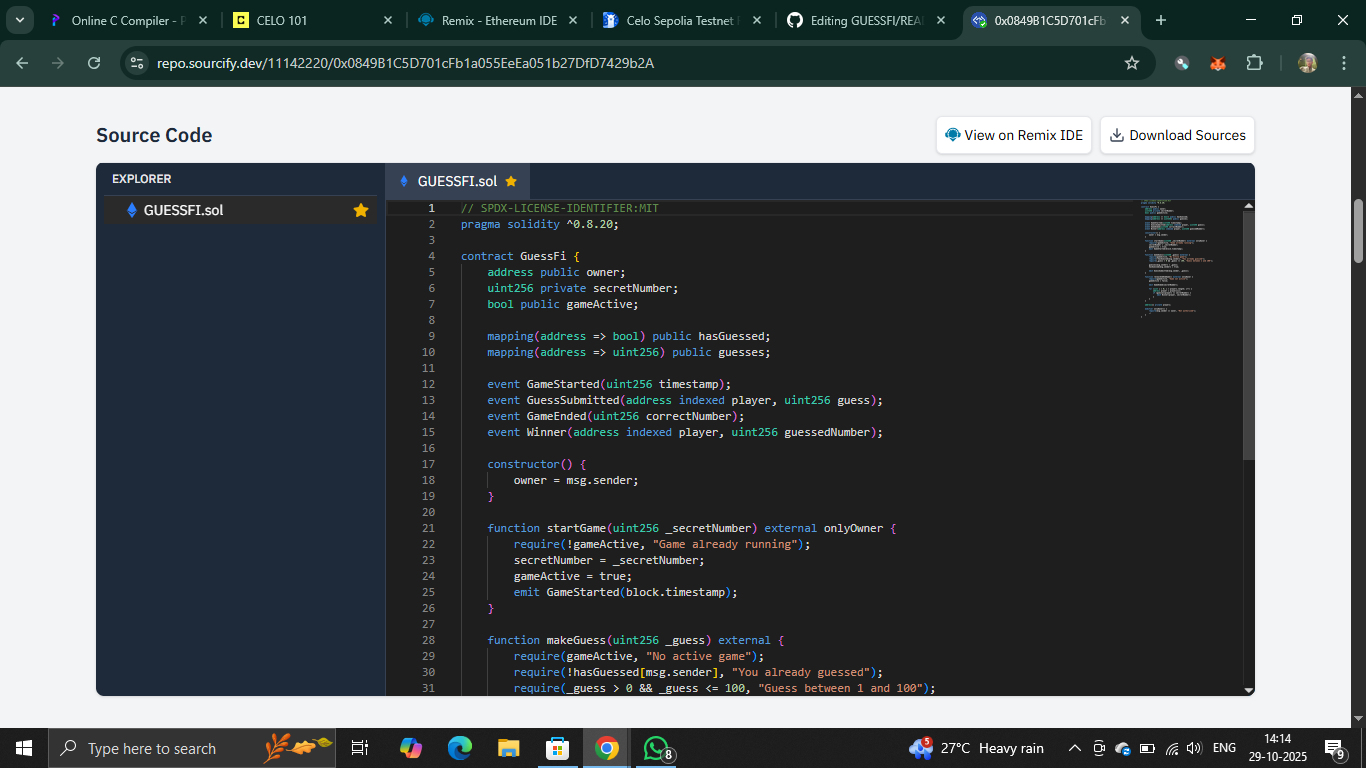 Online C Compiler - P
CELO 101
Remix - Ethereum IDE
Celo Sepolia Testnet
Editing GUESSFI/REA
0x0849B1C5D701cFb
repo.sourcify.dev/11142220/0x0849B1C5D701cFb1a055EeEa051b27DfD7429b2A
Source Code
View on Remix IDE
Download Sources
EXPLORER
GUESSFI.sol
GUESSFI.sol
1 // SPDX-LICENSE-IDENTIFIER:MIT
2 pragma solidity ^0.8.20;
3
4 contract GuessFi {
5 address public owner;
6 uint256 private secretNumber;
7 bool public gameActive;
8
9 mapping(address => bool) public hasGuessed;
10 mapping(address => uint256) public guesses;
11
12 event GameStarted(uint256 timestamp);
13 event GuessSubmitted(address indexed player, uint256 guess);
14 event GameEnded(uint256 correctNumber);
15 event Winner(address indexed player, uint256 guessedNumber);
16
17 constructor() {
18 owner = msg.sender;
19 }
20
21 function startGame(uint256 _secretNumber) external onlyOwner {
22 require(!gameActive, "Game already running");
23 secretNumber = _secretNumber;
24 gameActive = true;
25 emit GameStarted(block.timestamp);
26 }
27
28 function makeGuess(uint256 _guess) external {
29 require(gameActive, "No active game");
30 require(!hasGuessed[msg.sender], "You already guessed");
31 require(_guess > 0 && _guess <= 100, "Guess between 1 and 100");
Type here to search
8
5
27°C Heavy rain
ENG
14:14
29-10-2025
9